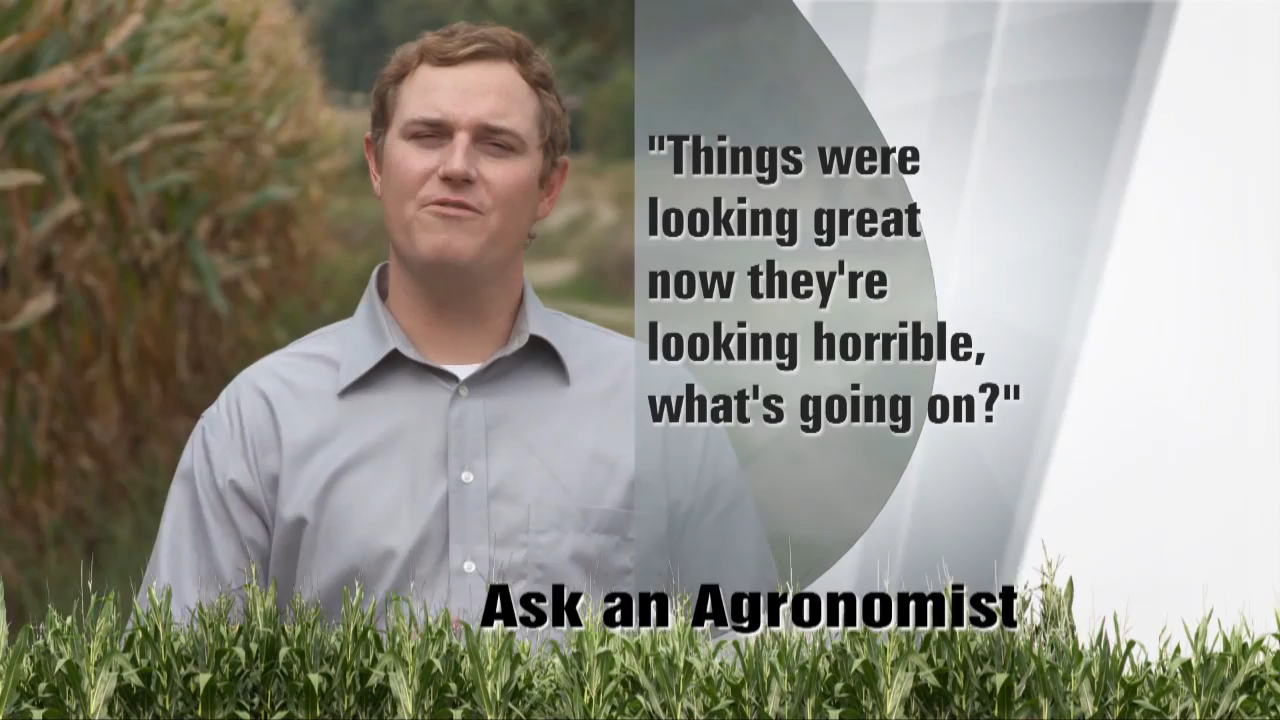 "Things were
looking great
now they're
looking horrible,
what's going on?"
Ask an Agronomist